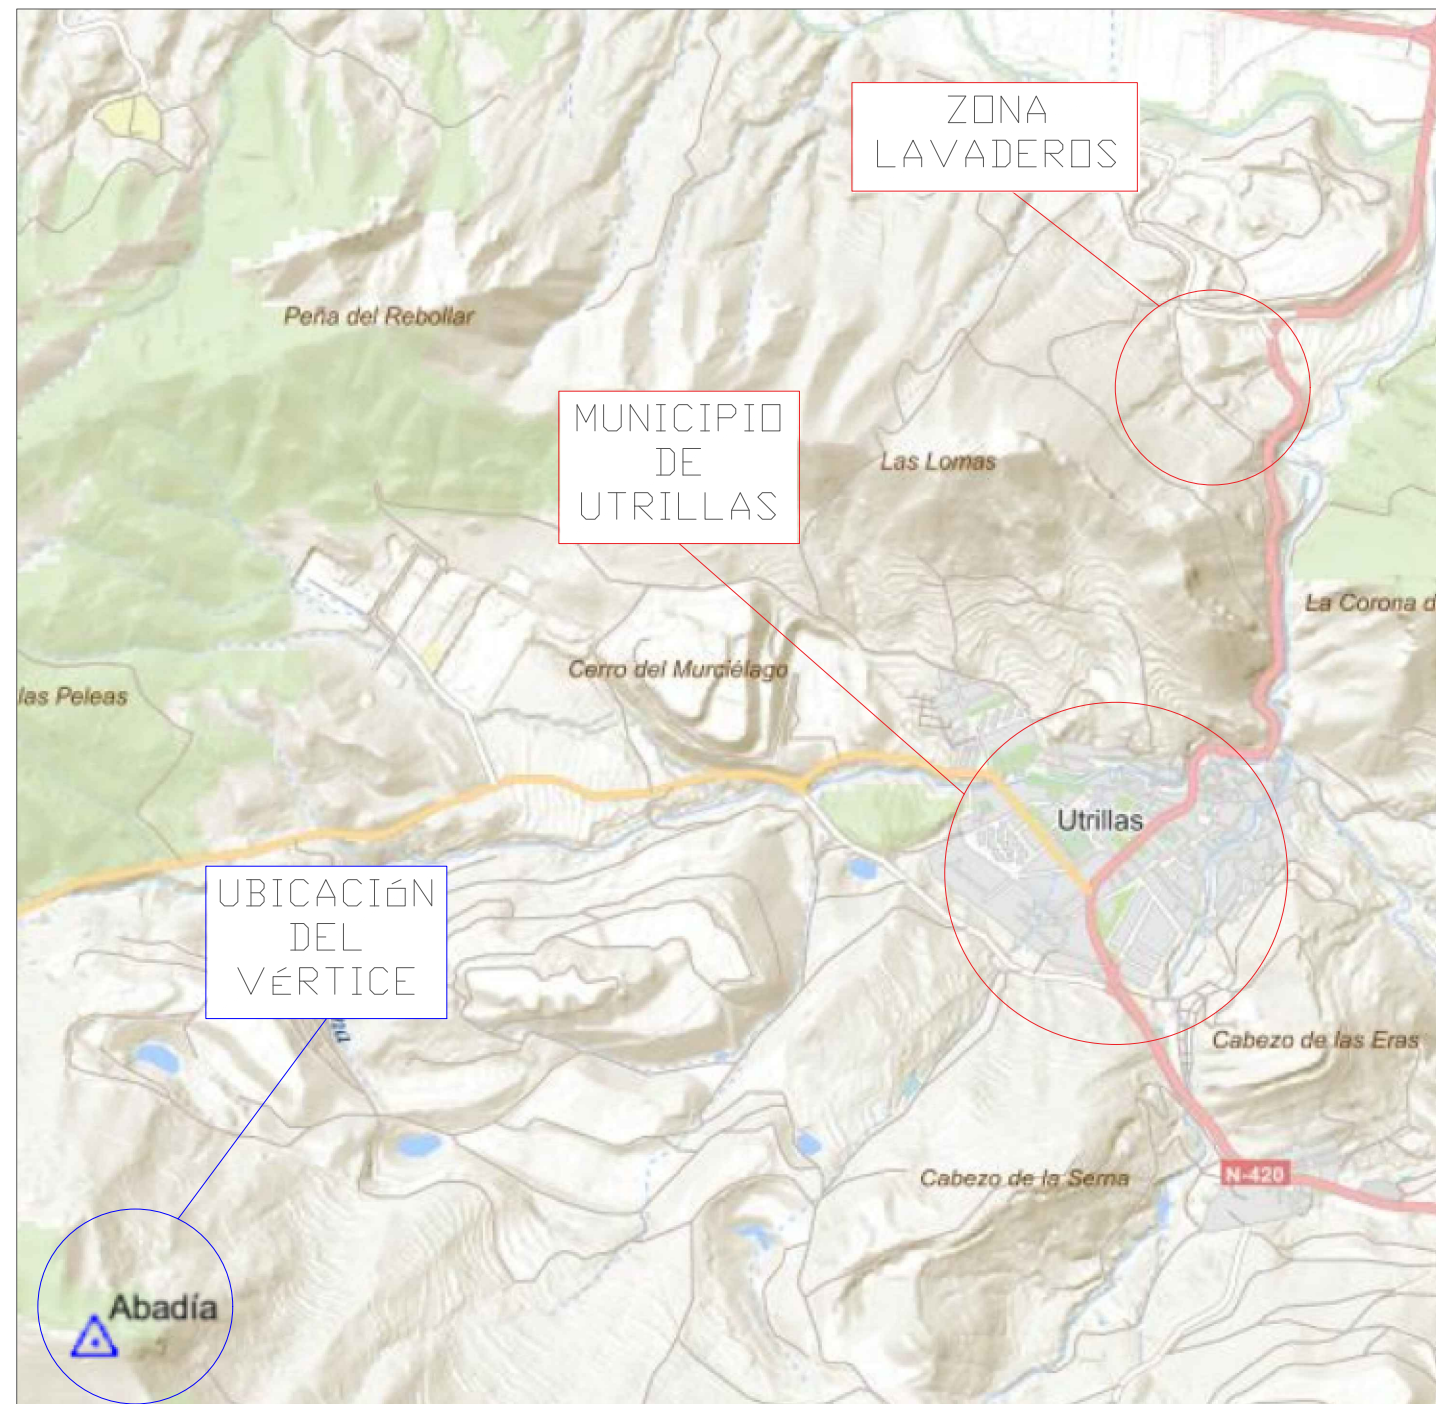 ZONA
LAVADEROS
Peña del Rebollar
MUNICIPIO
DE
UTRILLAS
Las Lomas
La Corona d
Cerro del Murciélago
las Peleas
Utrillas
UBICACIóN
DEL
VéRTICE
na
Cabezo de las Eras
Cabezo de la Serna
N-420
Abadía